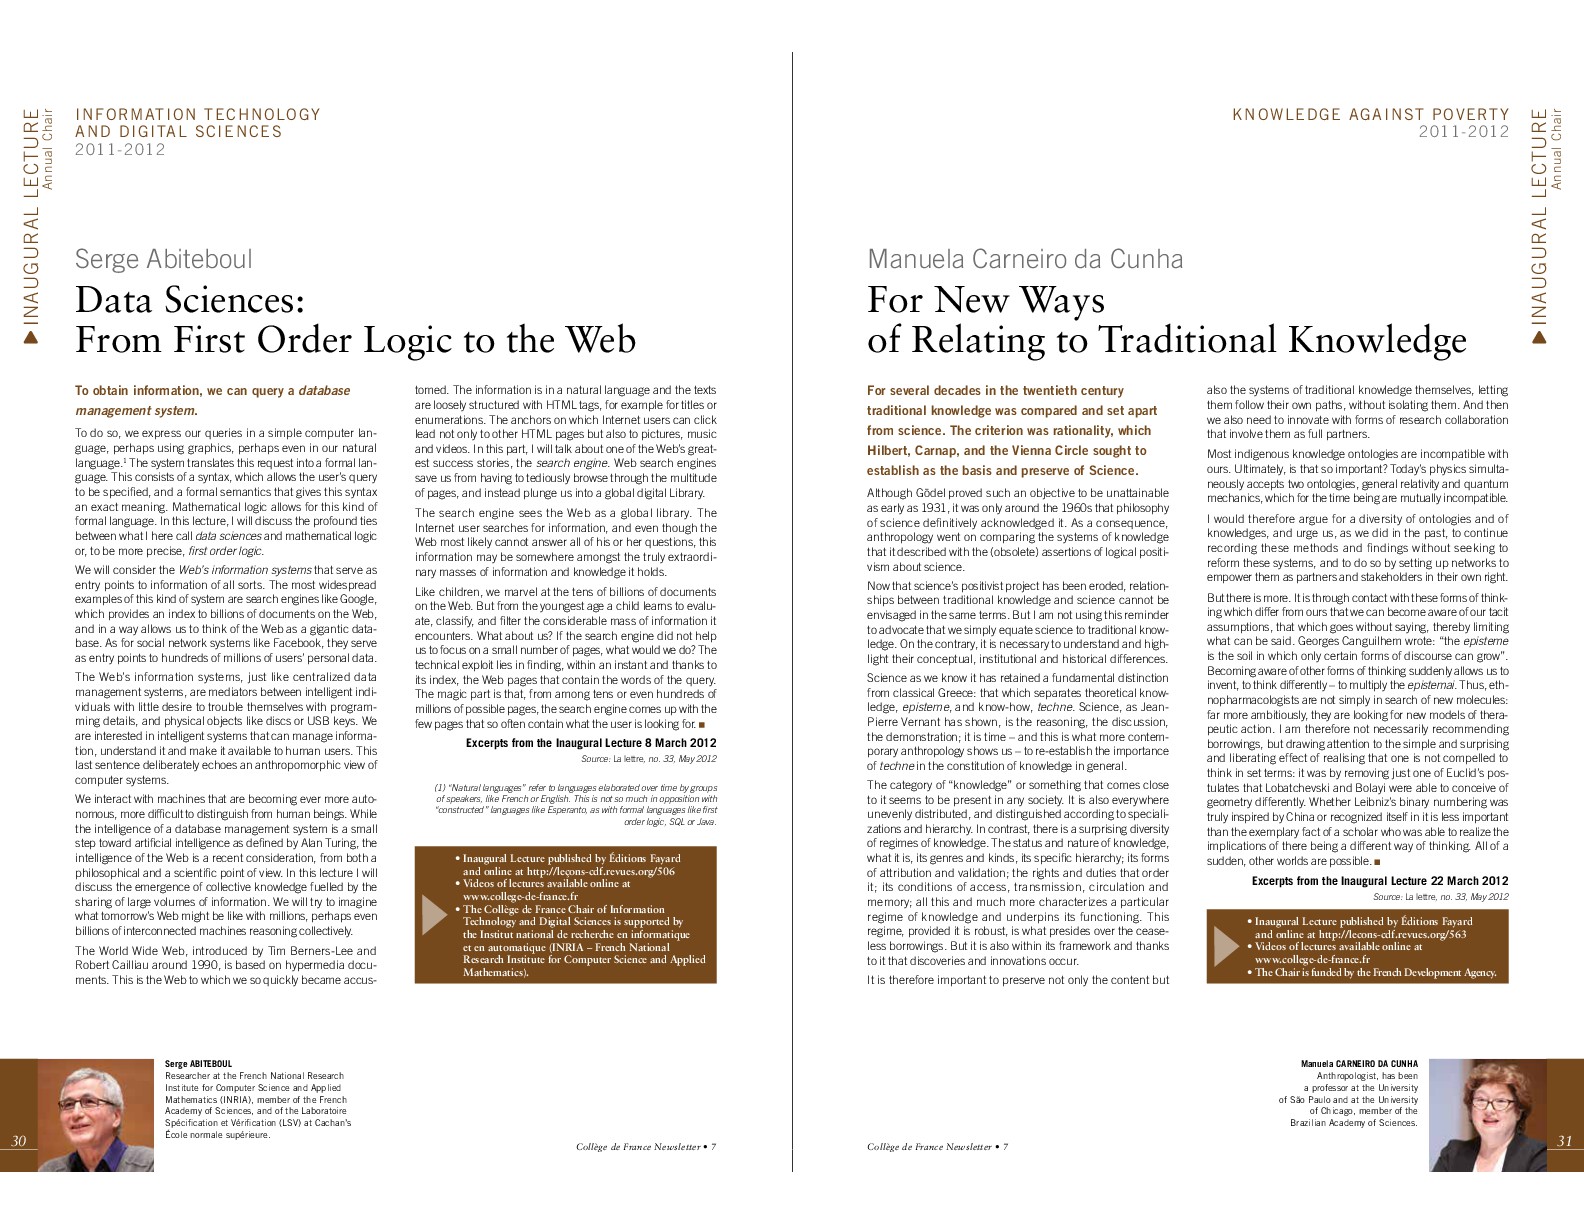 INAUGURAL LECTURE
Annual Chair
INFORMATION TECHNOLOGY
AND DIGITAL SCIENCES
2011-2012
Serge Abiteboul
Data Sciences:
From First Order Logic to the Web
To obtain information, we can query a database
management system.
To do so, we express our queries in a simple computer lan-
guage, perhaps using graphics, perhaps even in our natural
language.1 The system translates this request into a formal lan-
guage. This consists of a syntax, which allows the user's query
to be specified, and a formal semantics that gives this syntax
an exact meaning. Mathematical logic allows for this kind of
formal language. In this lecture, I will discuss the profound ties
between what I here call data sciences and mathematical logic
or, to be more precise, first order logic.
We will consider the Web's information systems that serve as
entry points to information of all sorts. The most widespread
examples of this kind of system are search engines like Google,
which provides an index to billions of documents on the Web,
and in a way allows us to think of the Web as a gigantic data-
base. As for social network systems like Facebook, they serve
as entry points to hundreds of millions of users' personal data.
The Web's information systems, just like centralized data
management systems, are mediators between intelligent indi-
viduals with little desire to trouble themselves with program-
ming details, and physical objects like discs or USB keys. We
are interested in intelligent systems that can manage informa-
tion, understand it and make it available to human users. This
last sentence deliberately echoes an anthropomorphic view of
computer systems.
We interact with machines that are becoming ever more auto-
nomous, more difficult to distinguish from human beings. While
the intelligence of a database management system is a small
step toward artificial intelligence as defined by Alan Turing, the
intelligence of the Web is a recent consideration, from both a
philosophical and a scientific point of view. In this lecture I will
discuss the emergence of collective knowledge fuelled by the
sharing of large volumes of information. We will try to imagine
what tomorrow's Web might be like with millions, perhaps even
billions of interconnected machines reasoning collectively.
The World Wide Web, introduced by Tim Berners-Lee and
Robert Cailliau around 1990, is based on hypermedia docu-
ments. This is the Web to which we so quickly became accus-
tomed. The information is in a natural language and the texts
are loosely structured with HTML tags, for example for titles or
enumerations. The anchors on which Internet users can click
lead not only to other HTML pages but also to pictures, music
and videos. In this part, I will talk about one of the Web's great-
est success stories, the search engine. Web search engines
save us from having to tediously browse through the multitude
of pages, and instead plunge us into a global digital Library.
The search engine sees the Web as a global library. The
Internet user searches for information, and even though the
Web most likely cannot answer all of his or her questions, this
information may be somewhere amongst the truly extraordi-
nary masses of information and knowledge it holds.
Like children, we marvel at the tens of billions of documents
on the Web. But from the youngest age a child learns to evalu-
ate, classify, and filter the considerable mass of information it
encounters. What about us? If the search engine did not help
us to focus on a small number of pages, what would we do? The
technical exploit lies in finding, within an instant and thanks to
its index, the Web pages that contain the words of the query.
The magic part is that, from among tens or even hundreds of
millions of possible pages, the search engine comes up with the
few pages that so often contain what the user is looking for. ■
Excerpts from the Inaugural Lecture 8 March 2012
Source: La lettre, no. 33, May 2012
(1) "Natural languages" refer to languages elaborated over time by groups
of speakers, like French or English. This is not so much in opposition with
"constructed" languages like Esperanto, as with formal languages like first
order logic, SQL or Java.
• Inaugural Lecture published by Éditions Fayard
and online at http://leçons-cdf.revues.org/506
• Videos of lectures available online at
www.college-de-france.fr
• The Collège de France Chair of Information
Technology and Digital Sciences is supported by
the Institut national de recherche en informatique
et en automatique (INRIA – French National
Research Institute for Computer Science and Applied
Mathematics).
Serge ABITEBOUL
Researcher at the French National Research
Institute for Computer Science and Applied
Mathematics (INRIA), member of the French
Academy of Sciences, and of the Laboratoire
Spécification et Vérification (LSV) at Cachan's
École normale supérieure.
30
Collège de France Newsletter • 7
KNOWLEDGE AGAINST POVERTY
2011-2012
INAUGURAL LECTURE
Annual Chair
Manuela Carneiro da Cunha
For New Ways
of Relating to Traditional Knowledge
For several decades in the twentieth century
traditional knowledge was compared and set apart
from science. The criterion was rationality, which
Hilbert, Carnap, and the Vienna Circle sought to
establish as the basis and preserve of Science.
Although Gödel proved such an objective to be unattainable
as early as 1931, it was only around the 1960s that philosophy
of science definitively acknowledged it. As a consequence,
anthropology went on comparing the systems of knowledge
that it described with the (obsolete) assertions of logical positi-
vism about science.
Now that science's positivist project has been eroded, relation-
ships between traditional knowledge and science cannot be
envisaged in the same terms. But I am not using this reminder
to advocate that we simply equate science to traditional know-
ledge. On the contrary, it is necessary to understand and high-
light their conceptual, institutional and historical differences.
Science as we know it has retained a fundamental distinction
from classical Greece: that which separates theoretical know-
ledge, episteme, and know-how, techne. Science, as Jean-
Pierre Vernant has shown, is the reasoning, the discussion,
the demonstration; it is time – and this is what more contem-
porary anthropology shows us – to re-establish the importance
of techne in the constitution of knowledge in general.
The category of "knowledge" or something that comes close
to it seems to be present in any society. It is also everywhere
unevenly distributed, and distinguished according to speciali-
zations and hierarchy. In contrast, there is a surprising diversity
of regimes of knowledge. The status and nature of knowledge,
what it is, its genres and kinds, its specific hierarchy; its forms
of attribution and validation; the rights and duties that order
it; its conditions of access, transmission, circulation and
memory; all this and much more characterizes a particular
regime of knowledge and underpins its functioning. This
regime, provided it is robust, is what presides over the cease-
less borrowings. But it is also within its framework and thanks
to it that discoveries and innovations occur.
It is therefore important to preserve not only the content but
also the systems of traditional knowledge themselves, letting
them follow their own paths, without isolating them. And then
we also need to innovate with forms of research collaboration
that involve them as full partners.
Most indigenous knowledge ontologies are incompatible with
ours. Ultimately, is that so important? Today's physics simulta-
neously accepts two ontologies, general relativity and quantum
mechanics, which for the time being are mutually incompatible.
I would therefore argue for a diversity of ontologies and of
knowledges, and urge us, as we did in the past, to continue
recording these methods and findings without seeking to
reform these systems, and to do so by setting up networks to
empower them as partners and stakeholders in their own right.
But there is more. It is through contact with these forms of think-
ing which differ from ours that we can become aware of our tacit
assumptions, that which goes without saying, thereby limiting
what can be said. Georges Canguilhem wrote: "the episteme
is the soil in which only certain forms of discourse can grow".
Becoming aware of other forms of thinking suddenly allows us to
invent, to think differently – to multiply the epistemai. Thus, eth-
nopharmacologists are not simply in search of new molecules:
far more ambitiously, they are looking for new models of thera-
peutic action. I am therefore not necessarily recommending
borrowings, but drawing attention to the simple and surprising
and liberating effect of realising that one is not compelled to
think in set terms: it was by removing just one of Euclid's pos-
tulates that Lobatchevski and Bolayi were able to conceive of
geometry differently. Whether Leibniz's binary numbering was
truly inspired by China or recognized itself in it is less important
than the exemplary fact of a scholar who was able to realize the
implications of there being a different way of thinking. All of a
sudden, other worlds are possible. ■
Excerpts from the Inaugural Lecture 22 March 2012
Source: La lettre, no. 33, May 2012
• Inaugural Lecture published by Éditions Fayard
and online at http://lecons-cdf.revues.org/563
• Videos of lectures available online at
www.college-de-france.fr
• The Chair is funded by the French Development Agency.
Manuela CARNEIRO DA CUNHA
Anthropologist, has been
a professor at the University
of São Paulo and at the University
of Chicago, member of the
Brazilian Academy of Sciences.
Collège de France Newsletter • 7
31